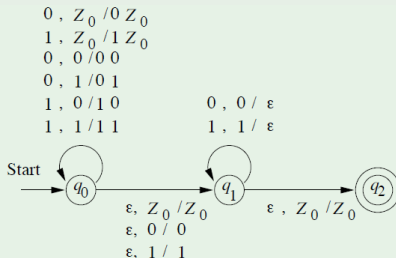 0 , Z0 /0 Z0
1 , Z0 /1 Z0
0 , 0 /0 0
0 , 1 /0 1
1 , 0 /1 0
1 , 1 /1 1
0 , 0 / ε
1 , 1 / ε
Start
q0
q1
q2
ε, Z0 /Z0
ε, 0 / 0
ε, 1 / 1
ε , Z0 /Z0